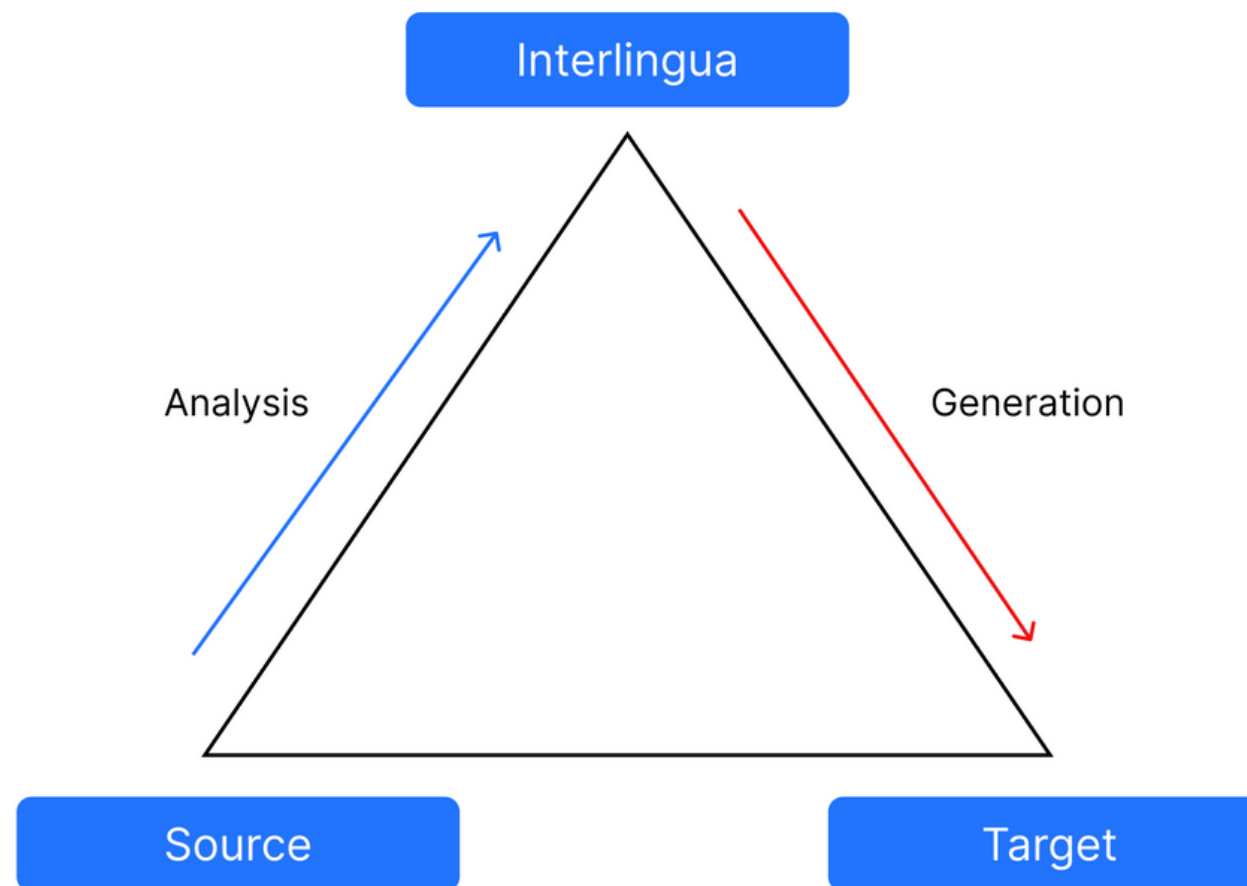 Interlingua
Analysis
Generation
Source
Target